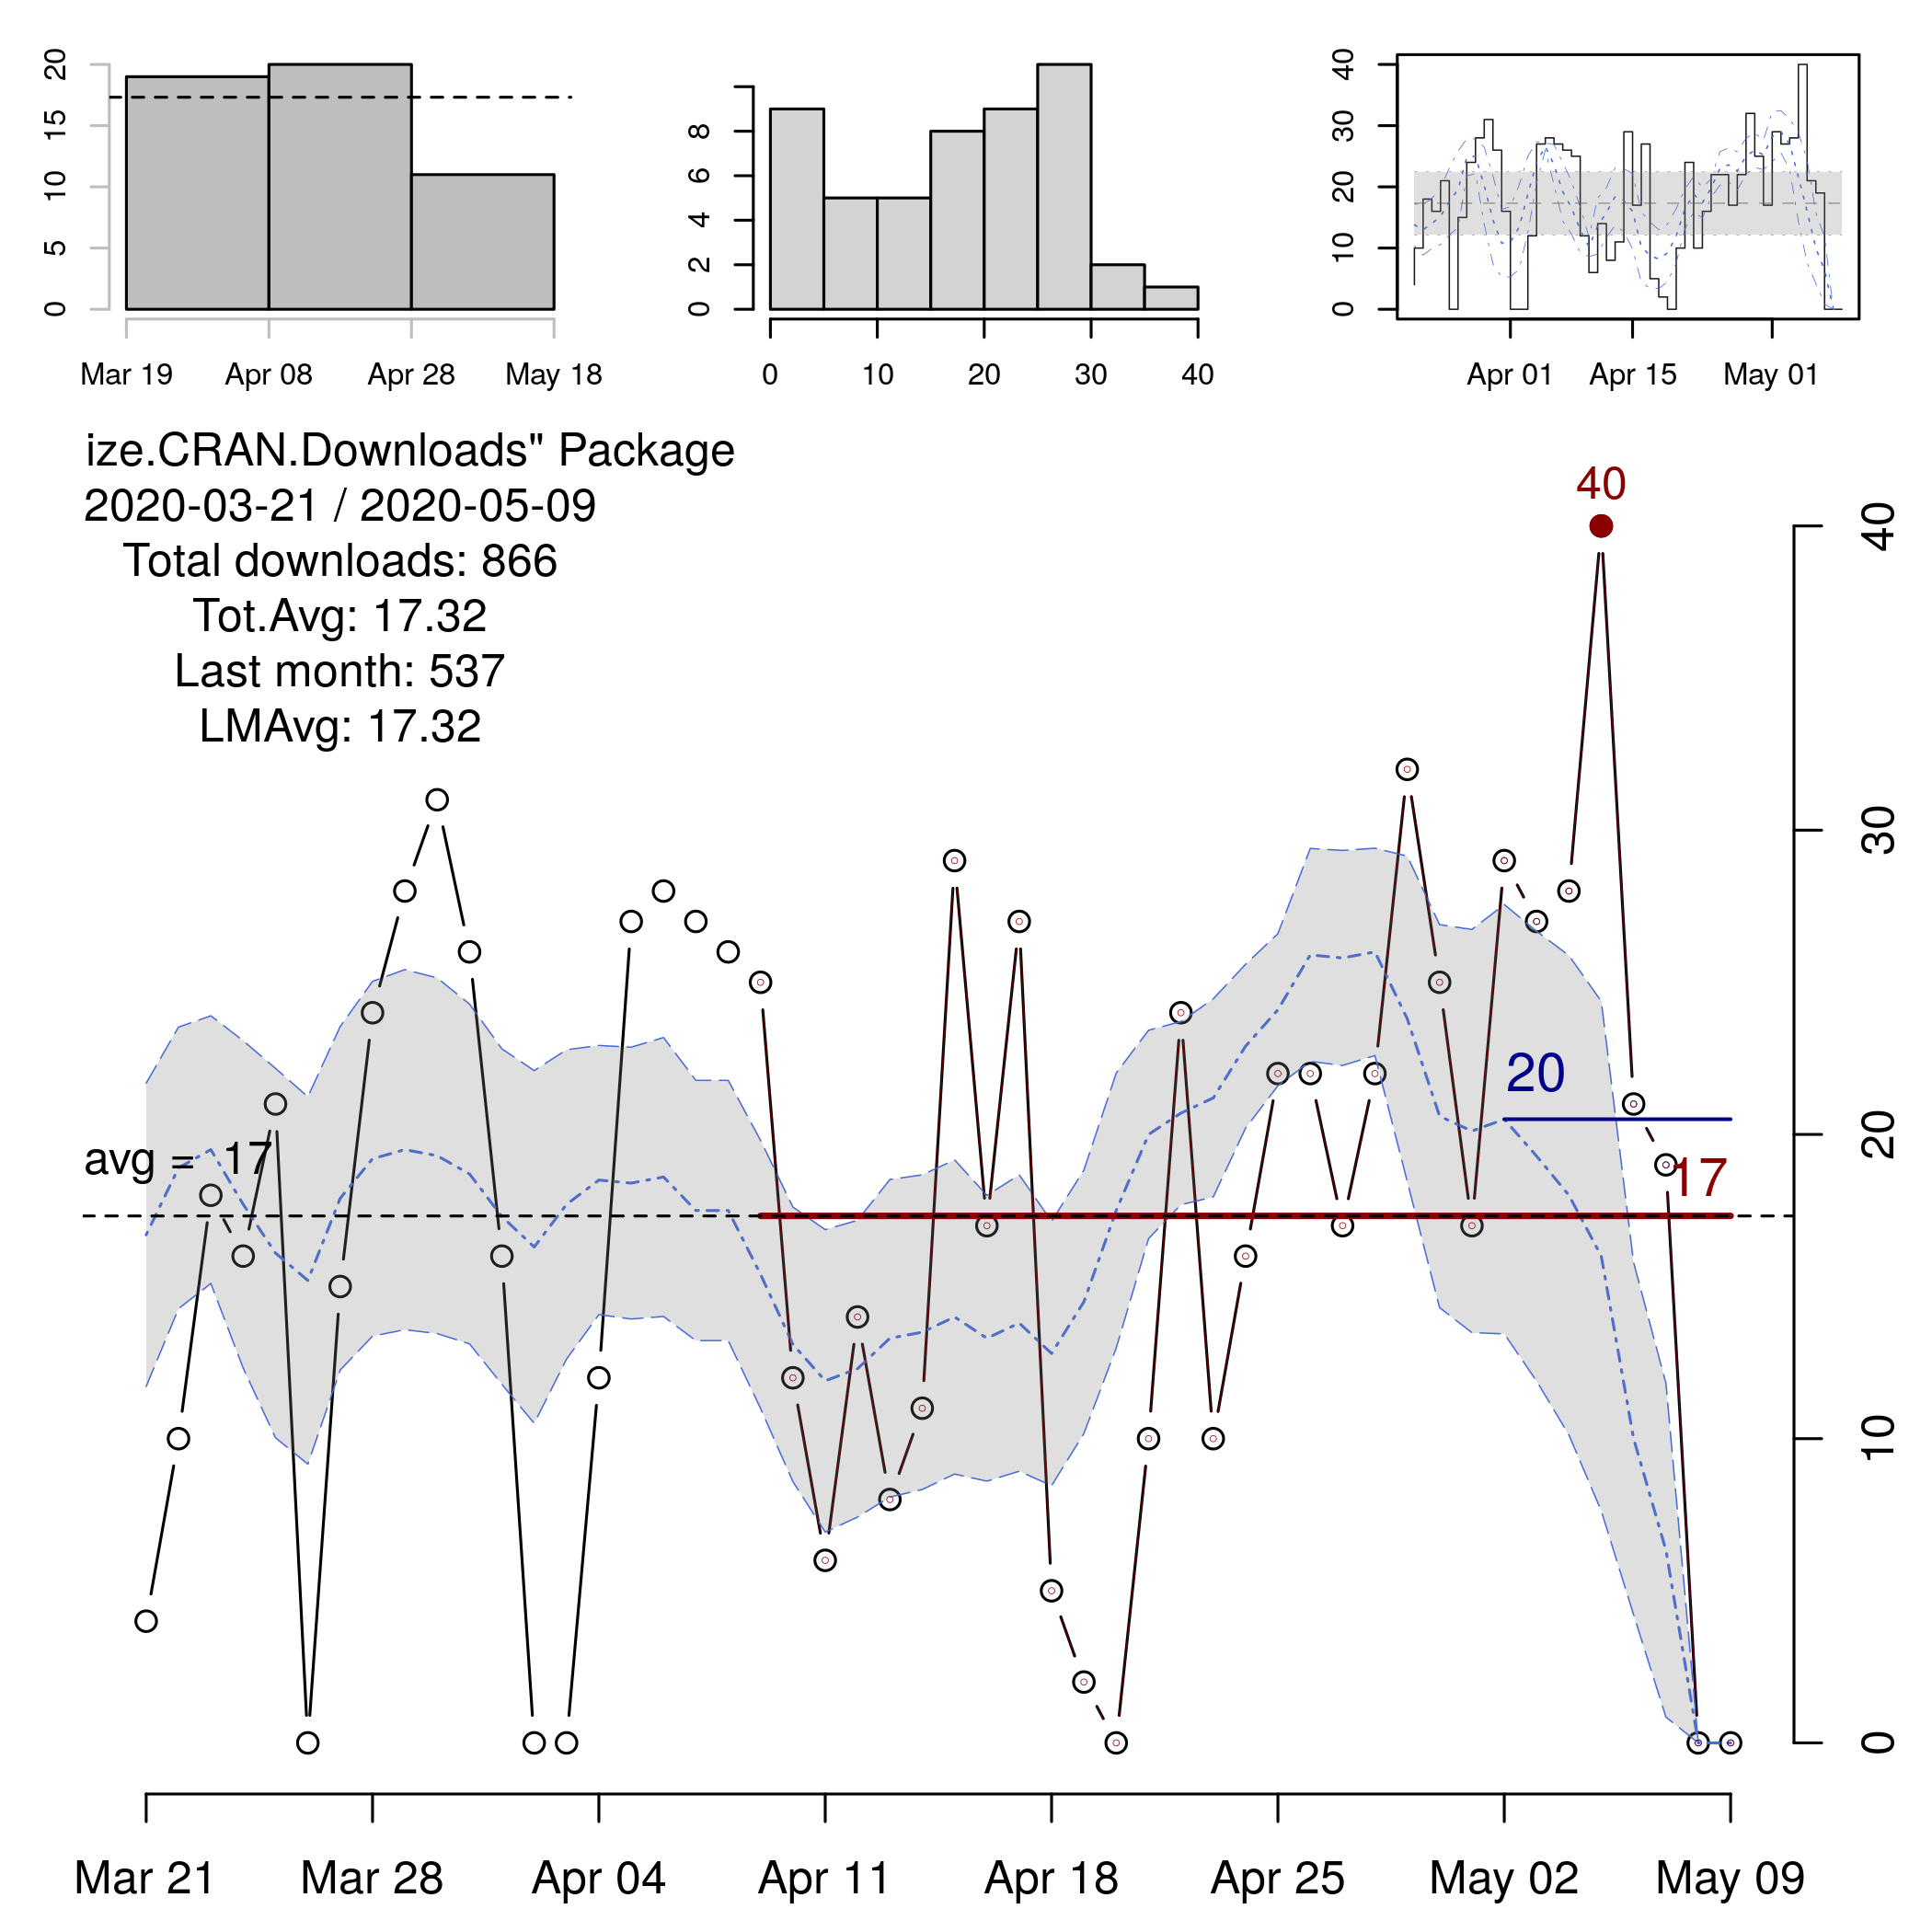 20
15
10
5
0
Mar 19 Apr 08 Apr 28 May 18
8
6
4
2
0
0 10 20 30 40
40
30
20
10
0
Apr 01 Apr 15 May 01
ize.CRAN.Downloads" Package
2020-03-21 / 2020-05-09
Total downloads: 866
Tot.Avg: 17.32
Last month: 537
LMAvg: 17.32
40
avg = 17
20
17
40
30
20
10
0
Mar 21 Mar 28 Apr 04 Apr 11 Apr 18 Apr 25 May 02 May 09